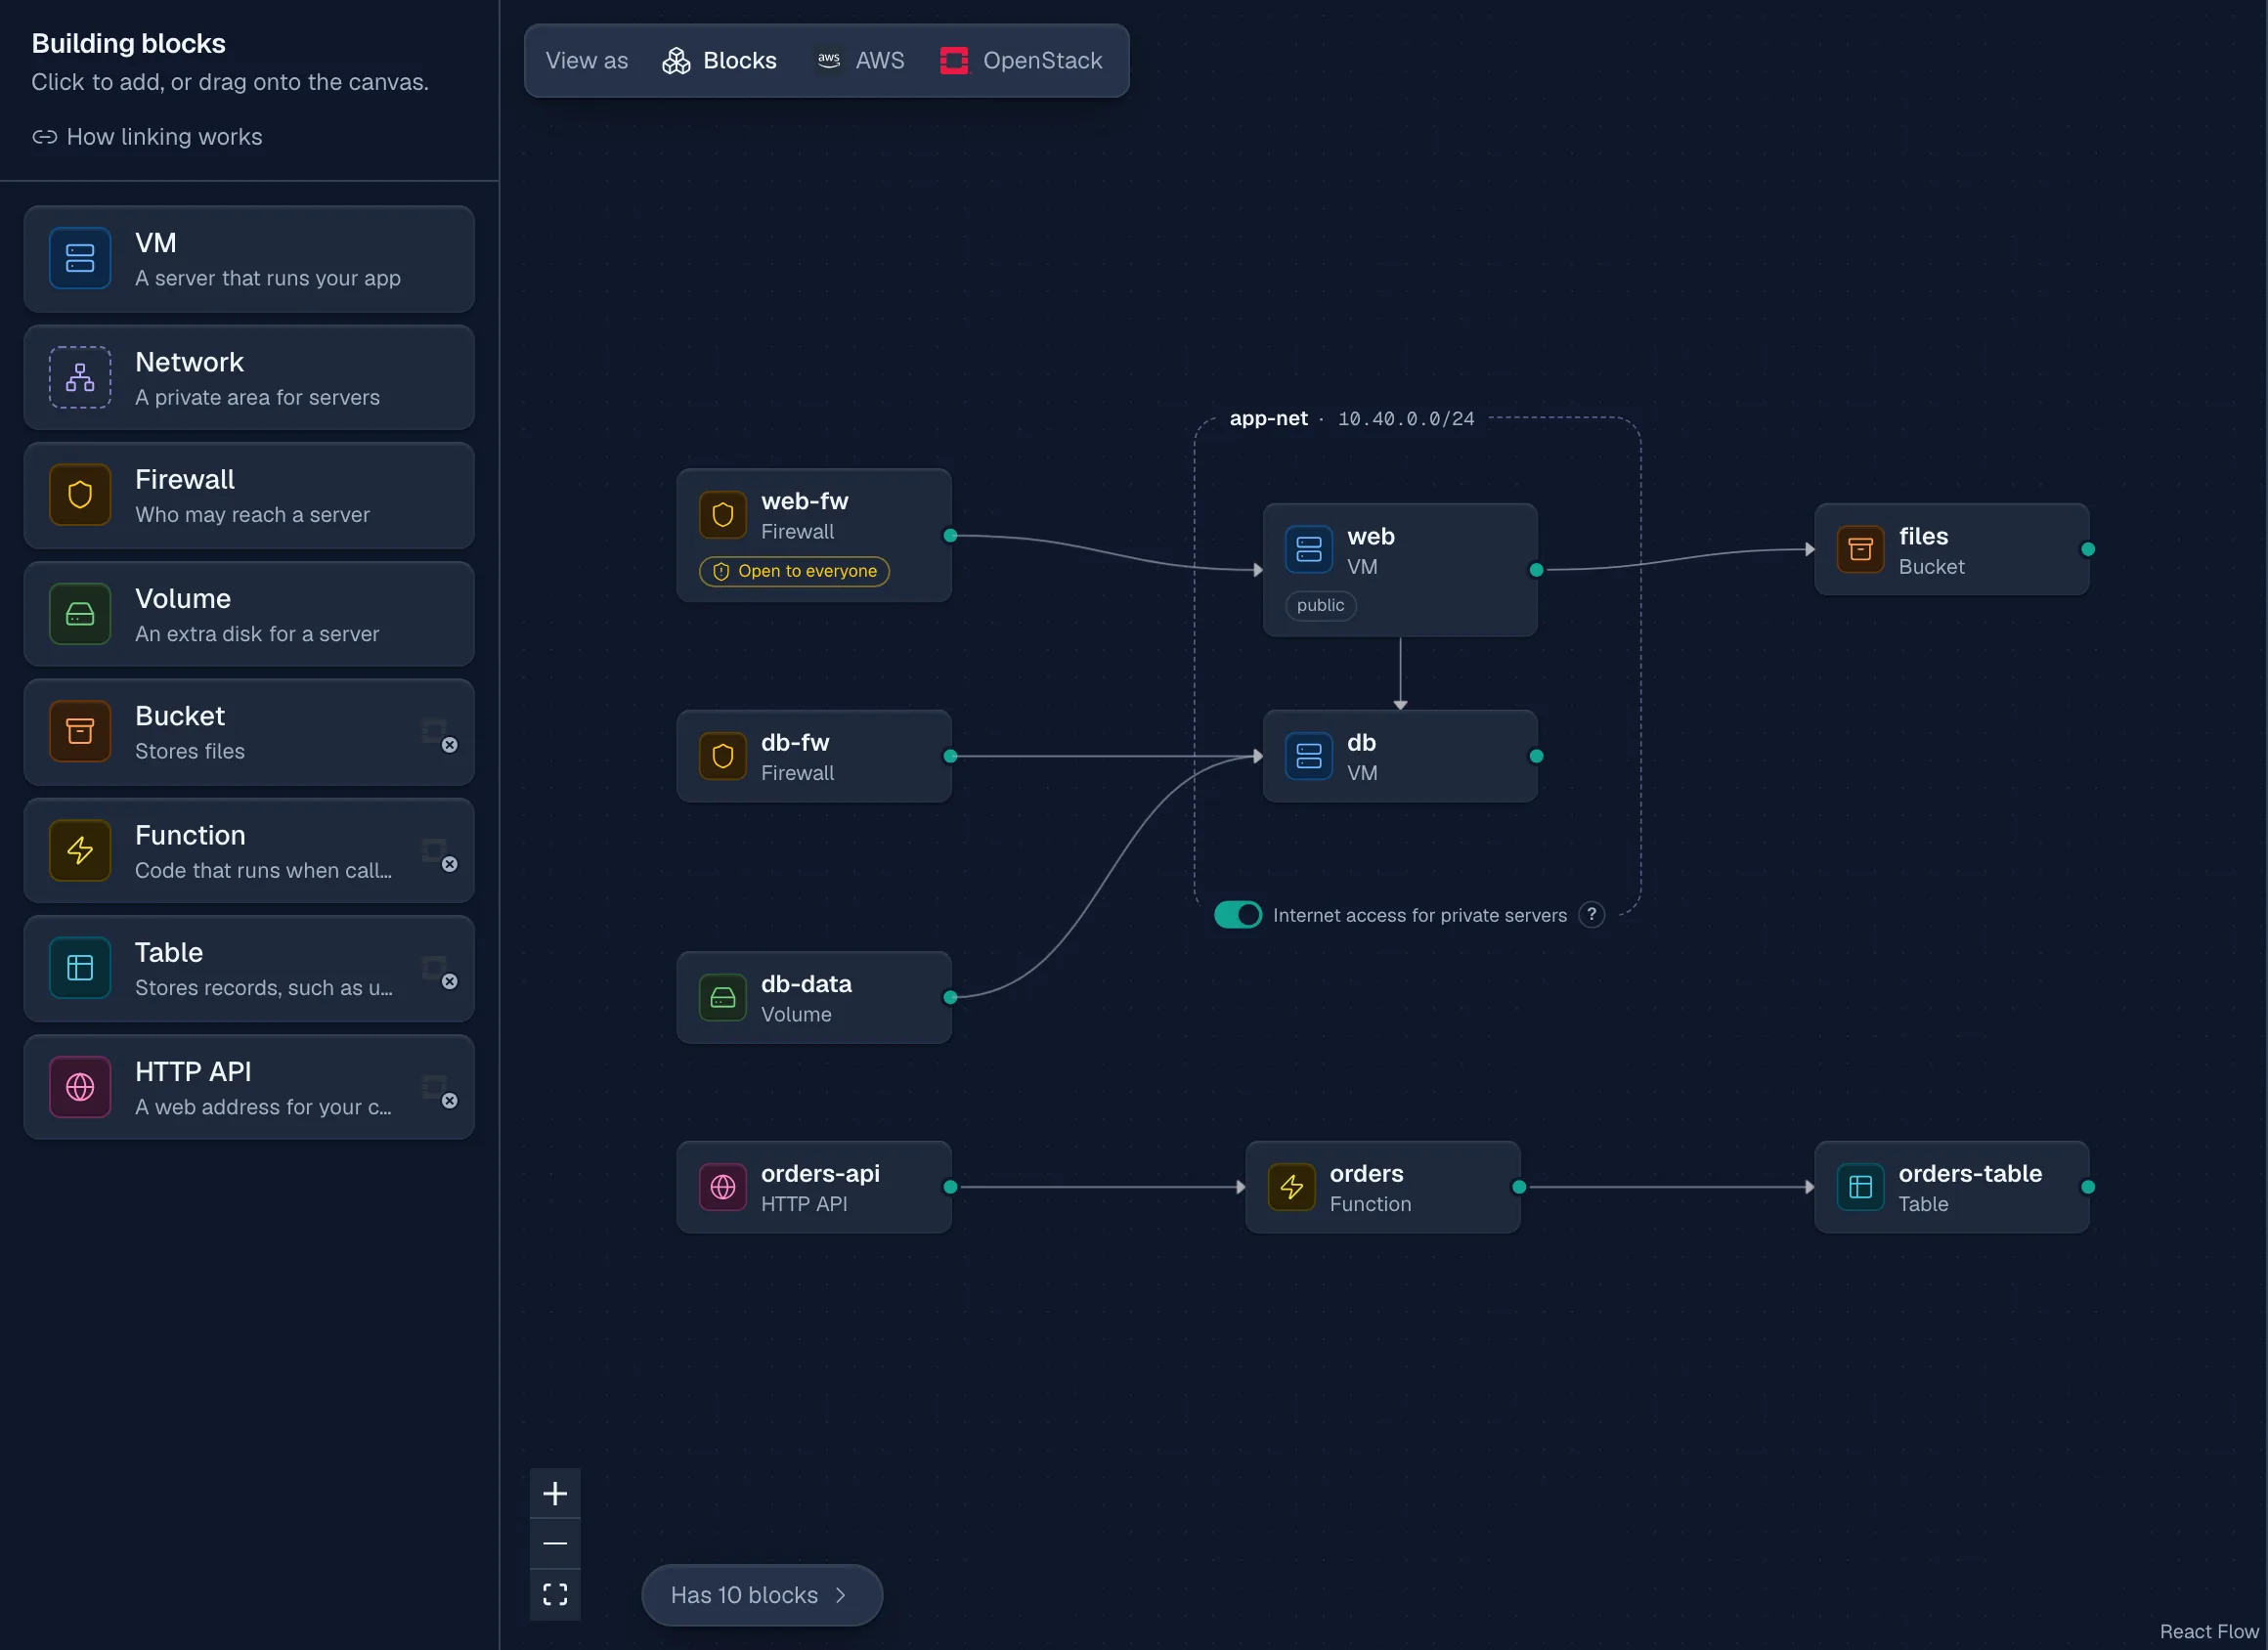 Building blocks
Click to add, or drag onto the canvas.
How linking works
VM
A server that runs your app
Network
A private area for servers
Firewall
Who may reach a server
Volume
An extra disk for a server
Bucket
Stores files
Function
Code that runs when call...
Table
Stores records, such as u...
HTTP API
A web address for your c...
View as Blocks aws AWS OpenStack
app-net · 10.40.0.0/24
web-fw
Firewall
Open to everyone
web
VM
public
files
Bucket
db-fw
Firewall
db
VM
Internet access for private servers ?
db-data
Volume
orders-api
HTTP API
orders
Function
orders-table
Table
Has 10 blocks
React Flow